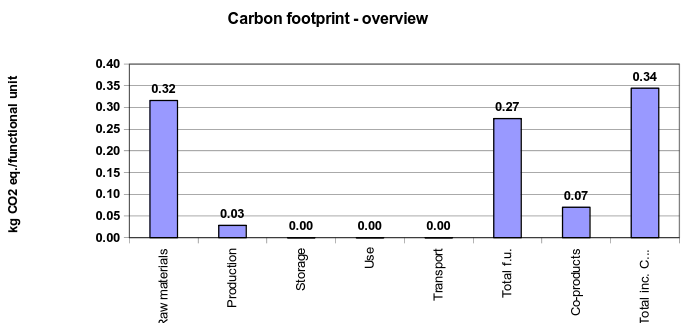 Carbon footprint - overview
kg CO2 eq./functional unit
0.40
0.35
0.30
0.25
0.20
0.15
0.10
0.05
0.00
0.32
0.03
0.00
0.00
0.00
0.27
0.07
0.34
Raw materials
Production
Storage
Use
Transport
Total f.u.
Co-products
Total inc. C...